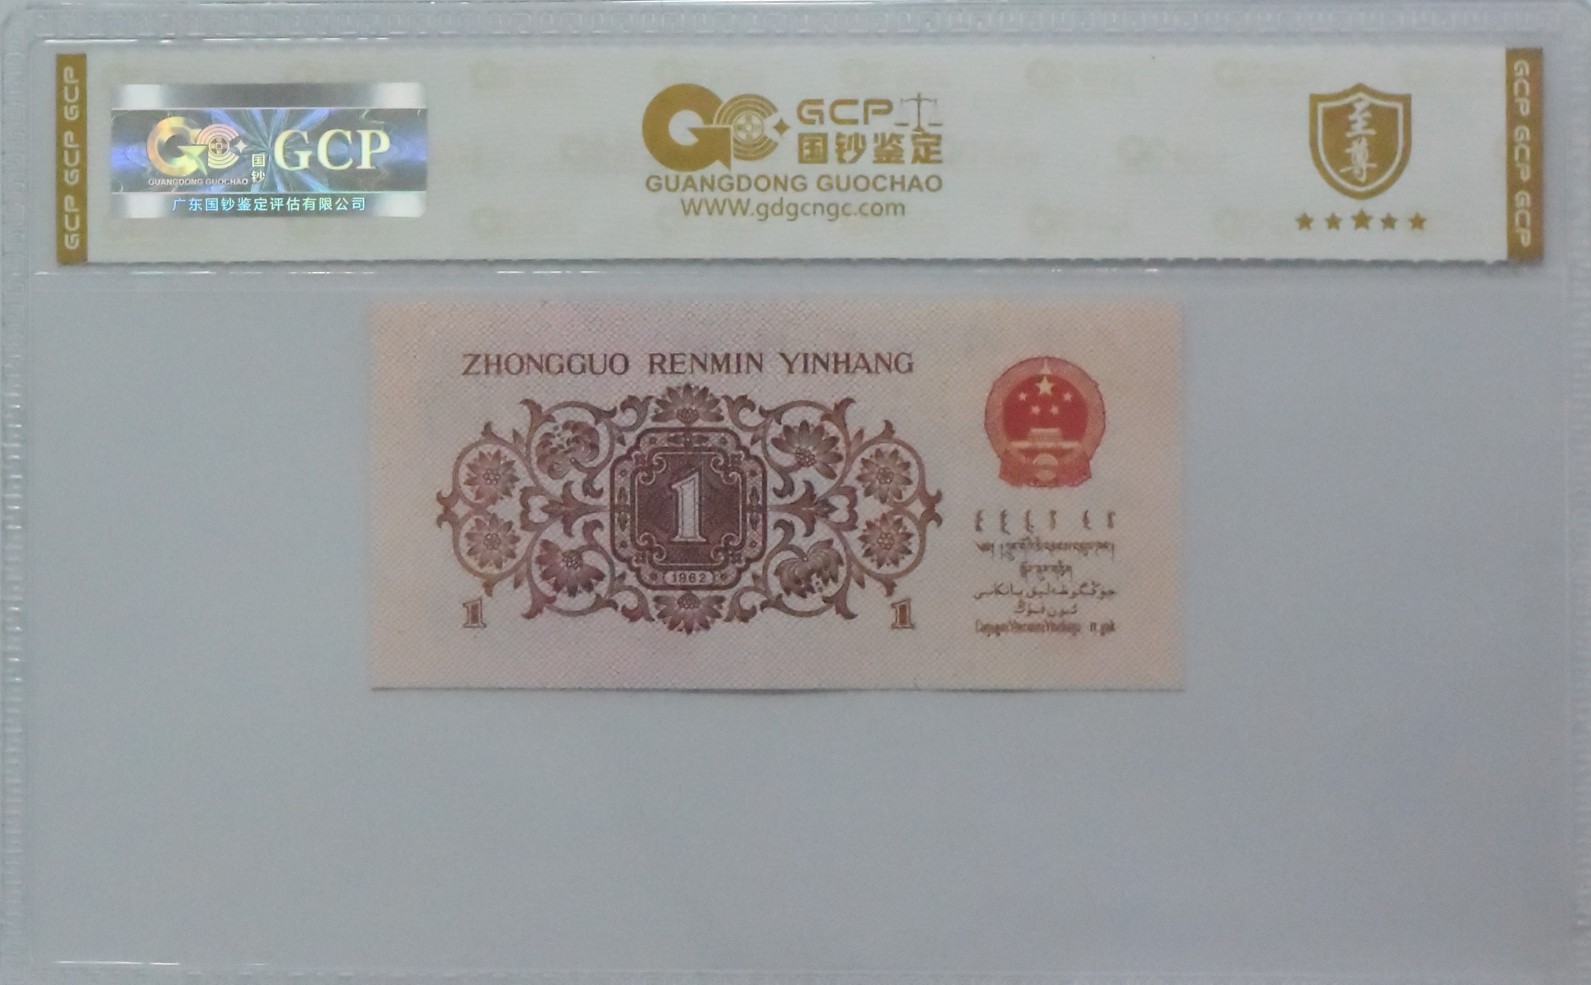 GCP GCP GCP
GUANGDONG GUOCHAO
国钞
GCP
广东国钞鉴定评估有限公司
GCP
国钞鉴定
GUANGDONG GUOCHAO
WWW.gdgcngc.com
至尊
GCP GCP GCP
ZHONGGUO RENMIN YINHANG
1
1962
1
1